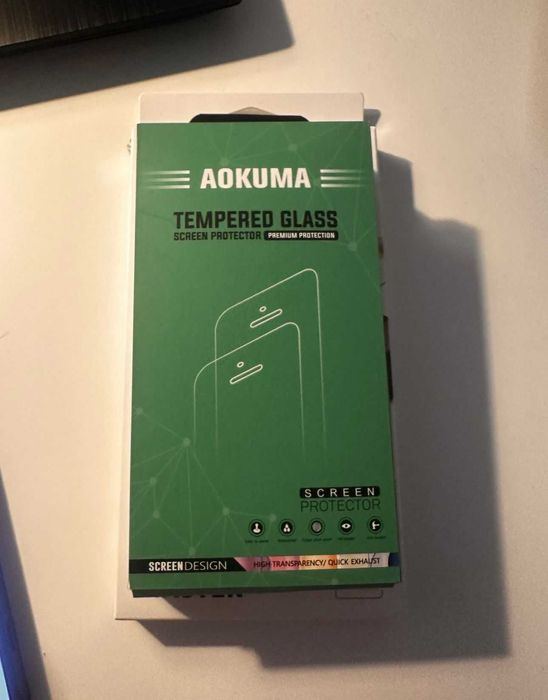 AOKUMA
TEMPERED GLASS
SCREEN PROTECTOR PREMIUM PROTECTION
SCREEN
PROTECTOR
SCREENDESIGN HIGH TRANSPARENCY/ QUICK EXHAUST